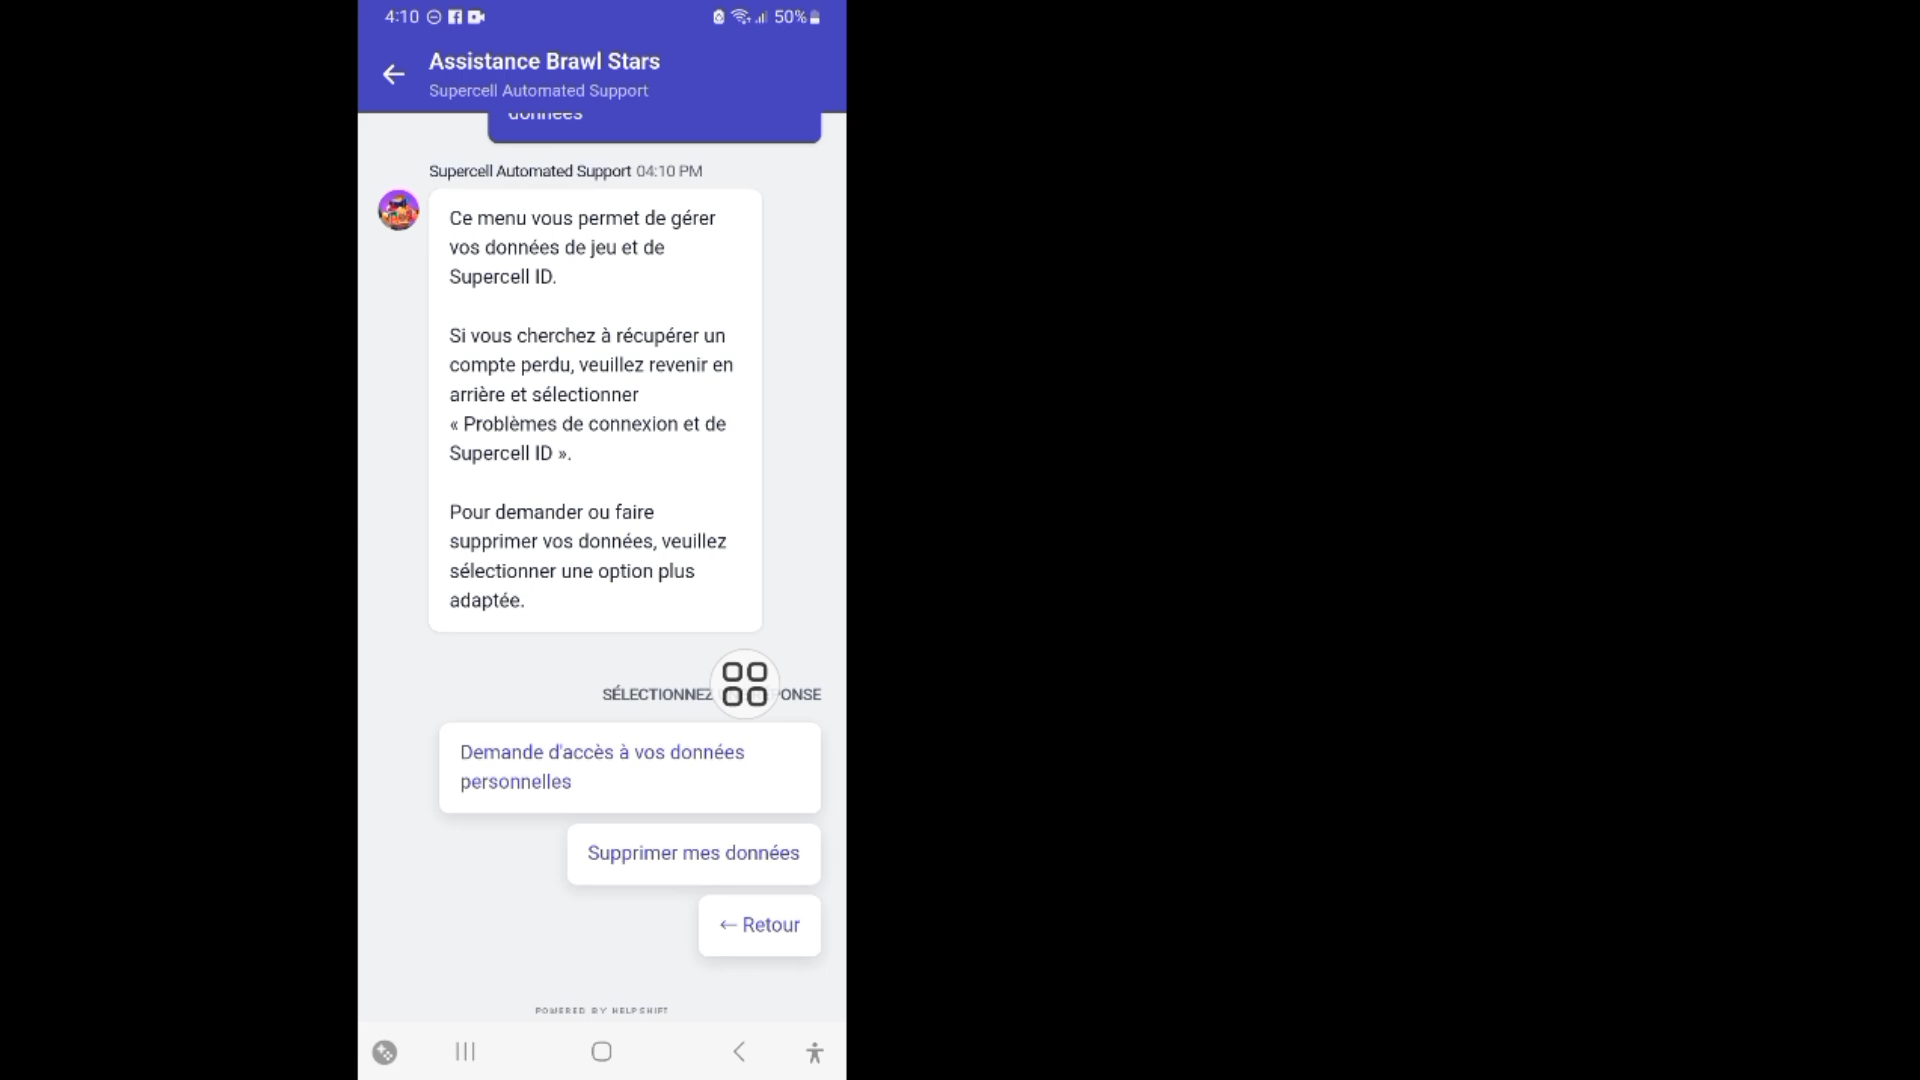 4:10
50%
Assistance Brawl Stars
Supercell Automated Support
données
Supercell Automated Support 04:10 PM
Ce menu vous permet de gérer
vos données de jeu et de
Supercell ID.
Si vous cherchez à récupérer un
compte perdu, veuillez revenir en
arrière et sélectionner
« Problèmes de connexion et de
Supercell ID ».
Pour demander ou faire
supprimer vos données, veuillez
sélectionner une option plus
adaptée.
SÉLECTIONNEZ
Demande d'accès à vos données
personnelles
Supprimer mes données
← Retour
POWERED BY HELPSHIFT